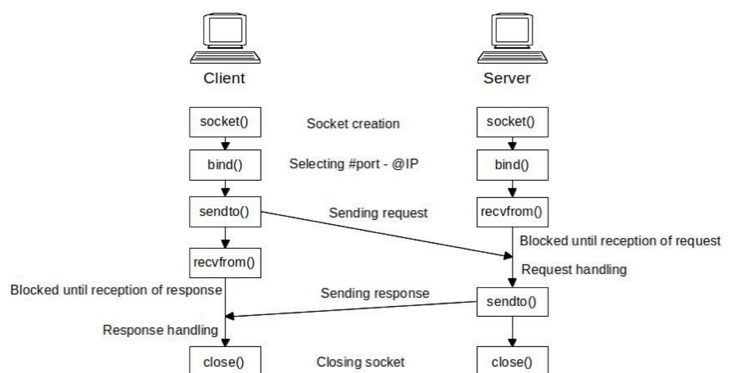 Client
Server
socket()
Socket creation
socket()
bind()
Selecting #port - @IP
bind()
sendto()
Sending request
recvfrom()
Blocked until reception of request
recvfrom()
Request handling
Blocked until reception of response
Sending response
sendto()
Response handling
close()
Closing socket
close()